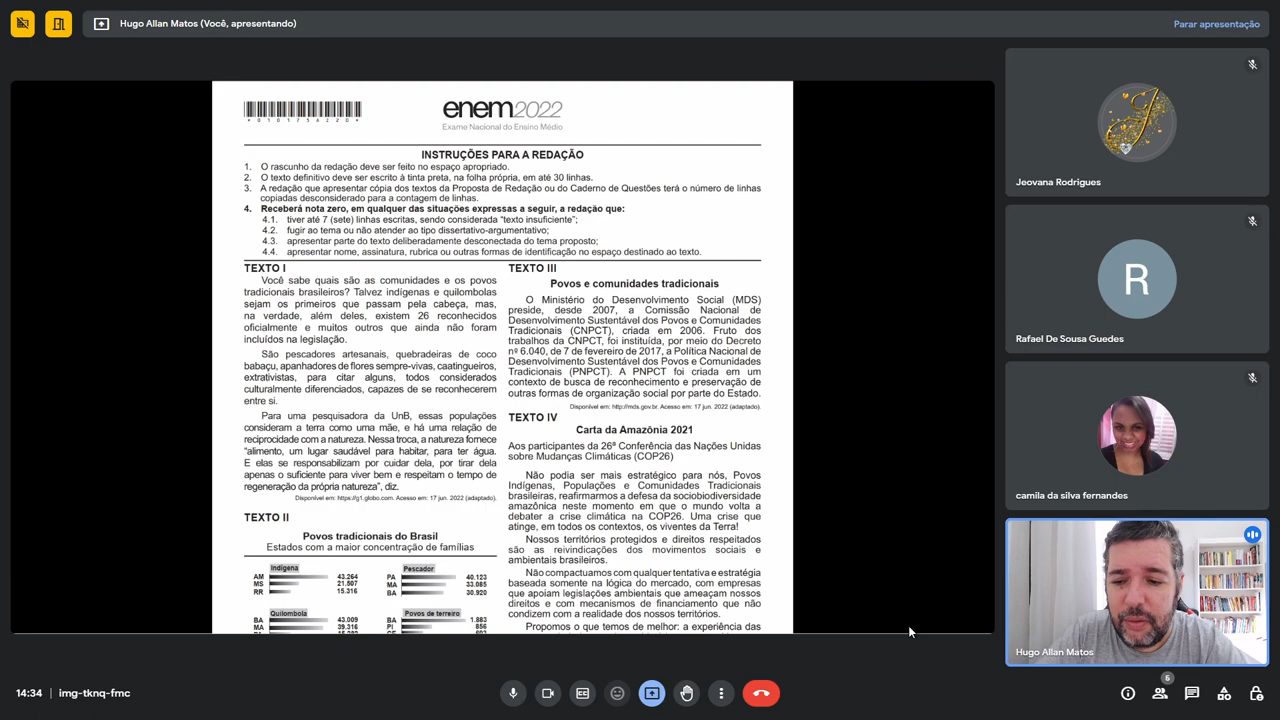 Hugo Allan Matos (Você, apresentando)
Parar apresentação
*010175422D*
enem2022
Exame Nacional do Ensino Médio
INSTRUÇÕES PARA A REDAÇÃO
1. O rascunho da redação deve ser feito no espaço apropriado.
2. O texto definitivo deve ser escrito à tinta preta, na folha própria, em até 30 linhas.
3. A redação que apresentar cópia dos textos da Proposta de Redação ou do Caderno de Questões terá o número de linhas
copiadas desconsiderado para a contagem de linhas.
4. Receberá nota zero, em qualquer das situações expressas a seguir, a redação que:
4.1. tiver até 7 (sete) linhas escritas, sendo considerada “texto insuficiente”;
4.2. fugir ao tema ou não atender ao tipo dissertativo-argumentativo;
4.3. apresentar parte do texto deliberadamente desconectada do tema proposto;
4.4. apresentar nome, assinatura, rubrica ou outras formas de identificação no espaço destinado ao texto.
TEXTO I
Você sabe quais são as comunidades e os povos
tradicionais brasileiros? Talvez indígenas e quilombolas
sejam os primeiros que passam pela cabeça, mas,
na verdade, além deles, existem 26 reconhecidos
oficialmente e muitos outros que ainda não foram
incluídos na legislação.
São pescadores artesanais, quebradeiras de coco
babaçu, apanhadores de flores sempre-vivas, caatingueiros,
extrativistas, para citar alguns, todos considerados
culturalmente diferenciados, capazes de se reconhecerem
entre si.
Para uma pesquisadora da UnB, essas populações
consideram a terra como uma mãe, e há uma relação de
reciprocidade com a natureza. Nessa troca, a natureza fornece
“alimento, um lugar saudável para habitar, para ter água.
E elas se responsabilizam por cuidar dela, por tirar dela
apenas o suficiente para viver bem e respeitam o tempo de
regeneração da própria natureza”, diz.
Disponível em: https://g1.globo.com. Acesso em: 17 jun. 2022 (adaptado).
TEXTO II
Povos tradicionais do Brasil
Estados com a maior concentração de famílias
Indígena
AM 43.264
MS 21.507
RR 15.316
Pescador
PA 40.123
MA 33.085
BA 30.920
Quilombola
BA 43.009
MA 39.316
Povos de terreiro
BA 1.883
PI 856
TEXTO III
Povos e comunidades tradicionais
O Ministério do Desenvolvimento Social (MDS)
preside, desde 2007, a Comissão Nacional de
Desenvolvimento Sustentável dos Povos e Comunidades
Tradicionais (CNPCT), criada em 2006. Fruto dos
trabalhos da CNPCT, foi instituída, por meio do Decreto
nº 6.040, de 7 de fevereiro de 2017, a Política Nacional de
Desenvolvimento Sustentável dos Povos e Comunidades
Tradicionais (PNPCT). A PNPCT foi criada em um
contexto de busca de reconhecimento e preservação de
outras formas de organização social por parte do Estado.
Disponível em: http://mds.gov.br. Acesso em: 17 jun. 2022 (adaptado).
TEXTO IV
Carta da Amazônia 2021
Aos participantes da 26ª Conferência das Nações Unidas
sobre Mudanças Climáticas (COP26)
Não podia ser mais estratégico para nós, Povos
Indígenas, Populações e Comunidades Tradicionais
brasileiras, reafirmarmos a defesa da sociobiodiversidade
amazônica neste momento em que o mundo volta a
debater a crise climática na COP26. Uma crise que
atinge, em todos os contextos, os viventes da Terra!
Nossos territórios protegidos e direitos respeitados
são as reivindicações dos movimentos sociais e
ambientais brasileiros.
Não compactuamos com qualquer tentativa e estratégia
baseada somente na lógica do mercado, com empresas
que apoiam legislações ambientais que ameaçam nossos
direitos e com mecanismos de financiamento que não
condizem com a realidade dos nossos territórios.
Propomos o que temos de melhor: a experiência das
Jeovana Rodrigues
R
Rafael De Sousa Guedes
camila da silva fernandes
Hugo Allan Matos
14:34 | img-tknq-fmc
6